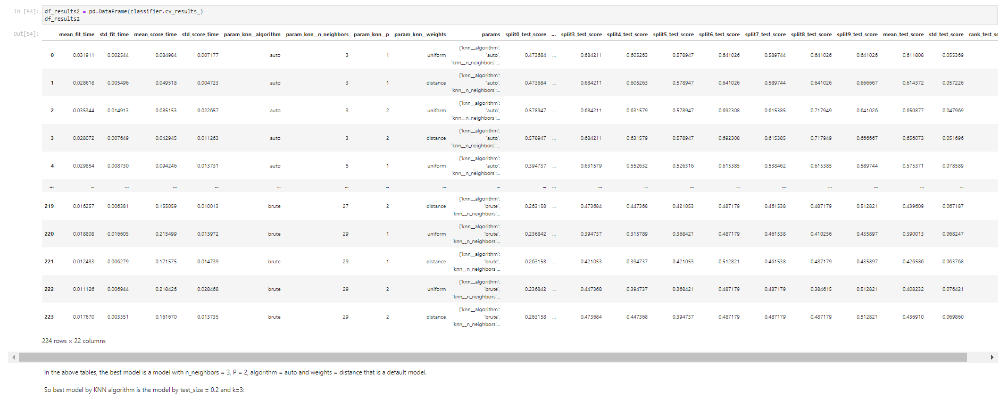 In [54]: df_results2 = pd.DataFrame(classifier.cv_results_)
df_results2
Out[54]: mean_fit_time std_fit_time mean_score_time std_score_time param_knn__algorithm param_knn__n_neighbors param_knn__p param_knn__weights params split0_test_score ... split3_test_score split4_test_score split5_test_score split6_test_score split7_test_score split8_test_score split9_test_score mean_test_score std_test_score rank_test_sc
{'knn__algorithm':
0 0.031911 0.002544 0.084984 0.007177 auto 3 1 uniform 'auto', 0.473684 ... 0.684211 0.605263 0.578947 0.641026 0.589744 0.641026 0.641026 0.611808 0.055369
'knn__n_neighbors':...
{'knn__algorithm':
1 0.028618 0.005496 0.049518 0.004723 auto 3 1 distance 'auto', 0.473684 ... 0.684211 0.605263 0.578947 0.641026 0.589744 0.641026 0.666667 0.614372 0.057226
'knn__n_neighbors':...
{'knn__algorithm':
2 0.035344 0.014913 0.085153 0.022657 auto 3 2 uniform 'auto', 0.578947 ... 0.684211 0.631579 0.578947 0.692308 0.615385 0.717949 0.641026 0.650877 0.047969
'knn__n_neighbors':...
{'knn__algorithm':
3 0.028072 0.007649 0.042945 0.011263 auto 3 2 distance 'auto', 0.578947 ... 0.684211 0.631579 0.578947 0.692308 0.615385 0.717949 0.666667 0.656073 0.051696
'knn__n_neighbors':...
{'knn__algorithm':
4 0.029854 0.008730 0.094246 0.013731 auto 5 1 uniform 'auto', 0.394737 ... 0.631579 0.552632 0.526316 0.615385 0.538462 0.615385 0.589744 0.575371 0.078589
'knn__n_neighbors':...
... ... ... ... ... ... ... ... ... ... ... ... ... ... ... ... ... ... ... ... ...
{'knn__algorithm':
219 0.016257 0.006381 0.155059 0.010013 brute 27 2 distance 'brute', 0.263158 ... 0.473684 0.447368 0.421053 0.487179 0.461538 0.487179 0.512821 0.439609 0.067187
'knn__n_neighbors'...
{'knn__algorithm':
220 0.018808 0.016605 0.215499 0.013972 brute 29 1 uniform 'brute', 0.236842 ... 0.394737 0.315789 0.368421 0.487179 0.461538 0.410256 0.435897 0.390013 0.068247
'knn__n_neighbors'...
{'knn__algorithm':
221 0.012483 0.006279 0.171575 0.014739 brute 29 1 distance 'brute', 0.263158 ... 0.421053 0.394737 0.421053 0.512821 0.461538 0.487179 0.435897 0.426586 0.063768
'knn__n_neighbors'...
{'knn__algorithm':
222 0.011126 0.006944 0.218426 0.028468 brute 29 2 uniform 'brute', 0.236842 ... 0.447368 0.394737 0.368421 0.487179 0.487179 0.384615 0.512821 0.408232 0.076421
'knn__n_neighbors'...
{'knn__algorithm':
223 0.017670 0.003351 0.161670 0.013735 brute 29 2 distance 'brute', 0.263158 ... 0.473684 0.447368 0.394737 0.487179 0.487179 0.487179 0.512821 0.436910 0.069860
'knn__n_neighbors'...
224 rows × 22 columns
In the above tables, the best model is a model with n_neighbors = 3, P = 2, algorithm = auto and weights = distance that is a default model.
So best model by KNN algorithm is the model by test_size = 0.2 and k=3: